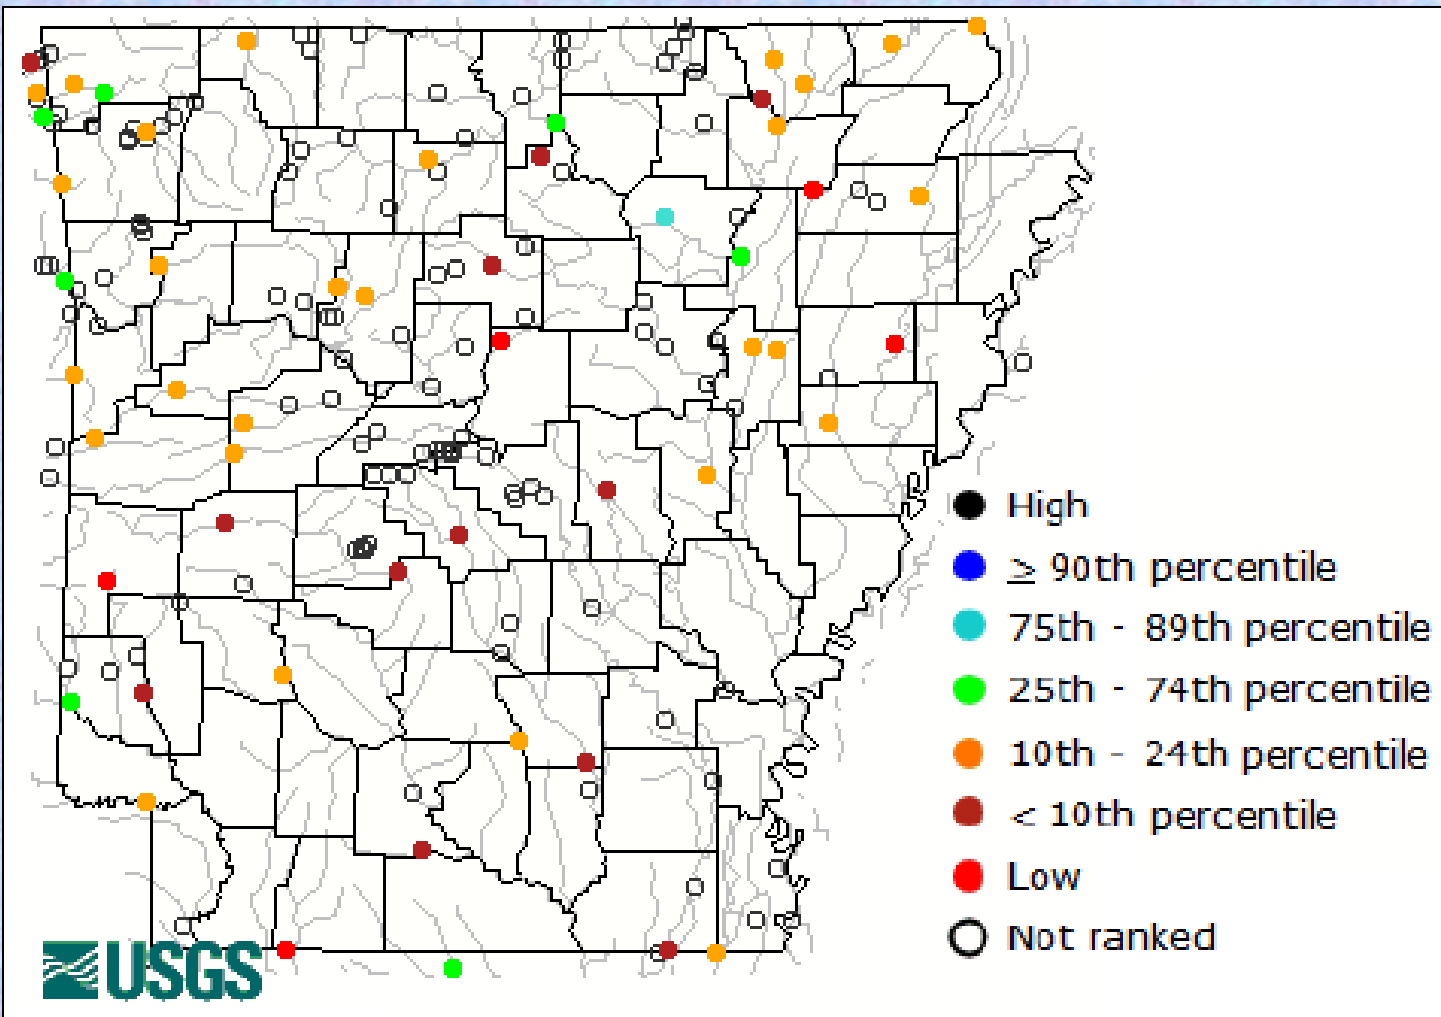 High
≥ 90th percentile
75th - 89th percentile
25th - 74th percentile
10th - 24th percentile
< 10th percentile
Low
Not ranked
USGS